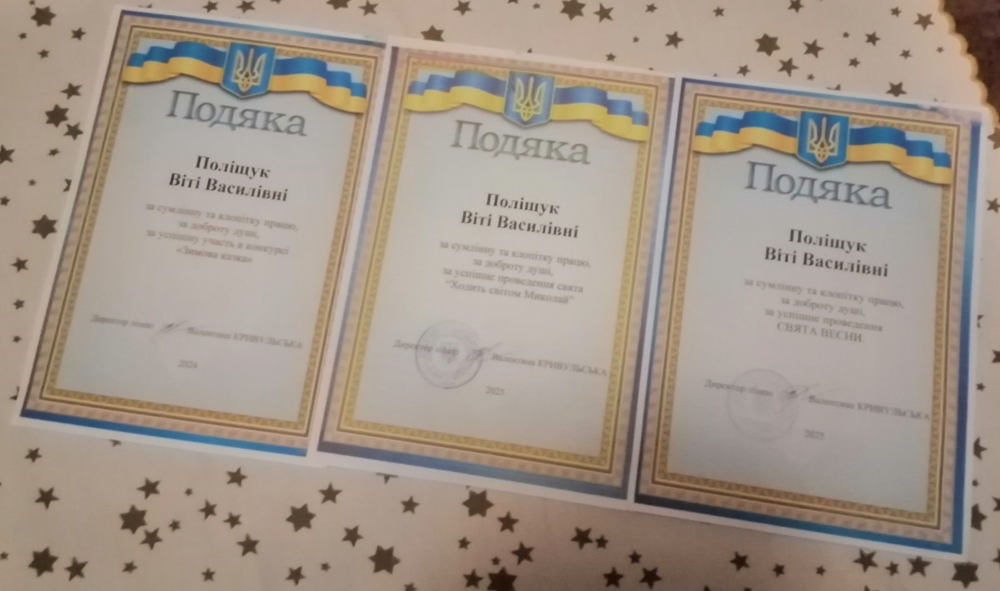 Подяка
Поліщук
Віті Василівні
за сумлінну та клопітку працю,
за доброту душі,
за успішну участь в конкурсі
«Зимова казка»
Директор ліцею Валентина КРИВУЛЬСЬКА
2024
Подяка
Поліщук
Віті Василівні
за сумлінну та клопітку працю,
за доброту душі,
за успішне проведення свята
"Ходить світом Миколай"
Директор ліцею Валентина КРИВУЛЬСЬКА
2025
Подяка
Поліщук
Віті Василівні
за сумлінну та клопітку працю,
за доброту душі,
за успішне проведення
СВЯТА ВЕСНИ.
Директор ліцею Валентина КРИВУЛЬСЬКА
2025